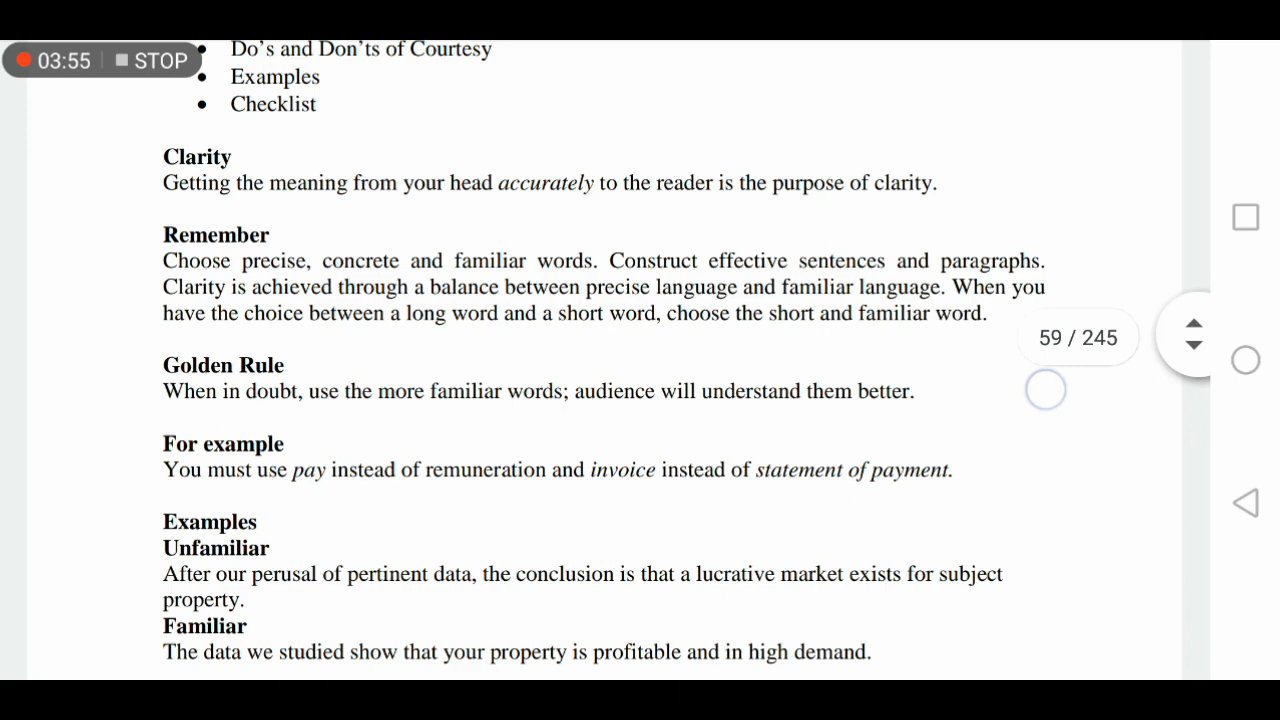 Do's and Don'ts of Courtesy
03:55 STOP
Examples
Checklist
Clarity
Getting the meaning from your head accurately to the reader is the purpose of clarity.
Remember
Choose precise, concrete and familiar words. Construct effective sentences and paragraphs.
Clarity is achieved through a balance between precise language and familiar language. When you
have the choice between a long word and a short word, choose the short and familiar word.
59 / 245
Golden Rule
When in doubt, use the more familiar words; audience will understand them better.
For example
You must use pay instead of remuneration and invoice instead of statement of payment.
Examples
Unfamiliar
After our perusal of pertinent data, the conclusion is that a lucrative market exists for subject
property.
Familiar
The data we studied show that your property is profitable and in high demand.